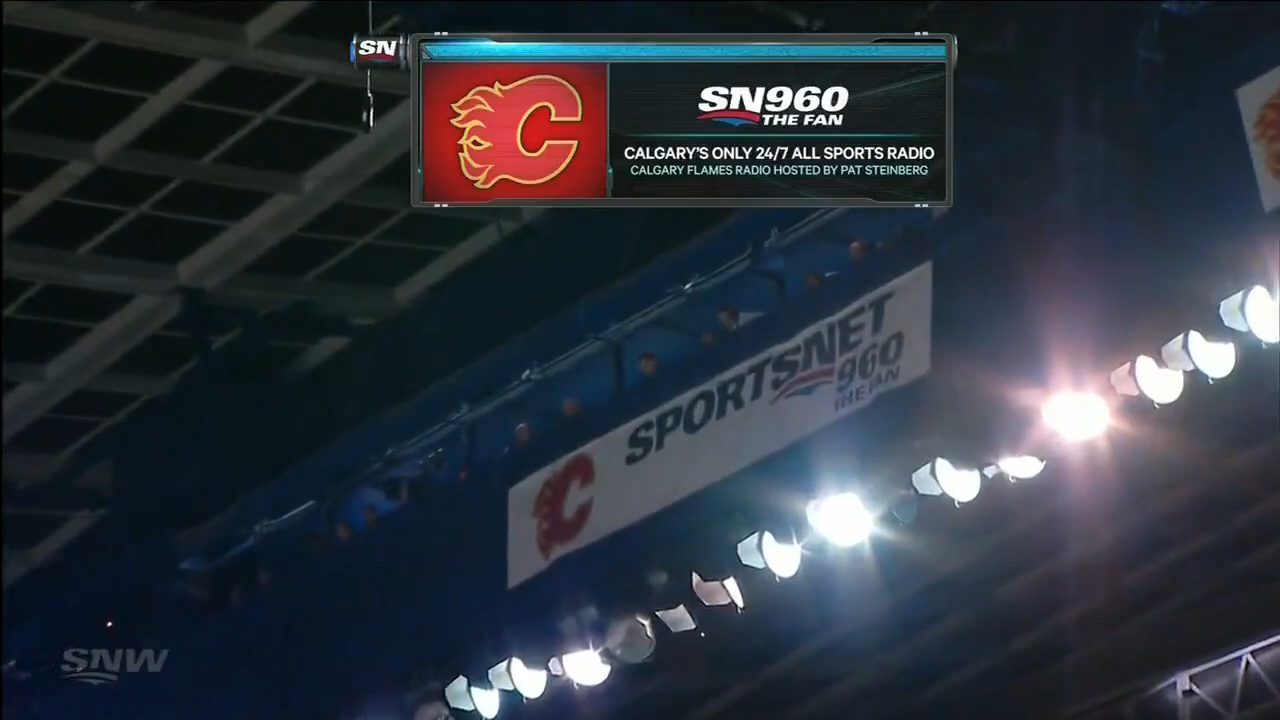 SN
SN960
THE FAN
CALGARY'S ONLY 24/7 ALL SPORTS RADIO
CALGARY FLAMES RADIO HOSTED BY PAT STEINBERG
C
SPORTSNET
960
THE FAN
C
SNW